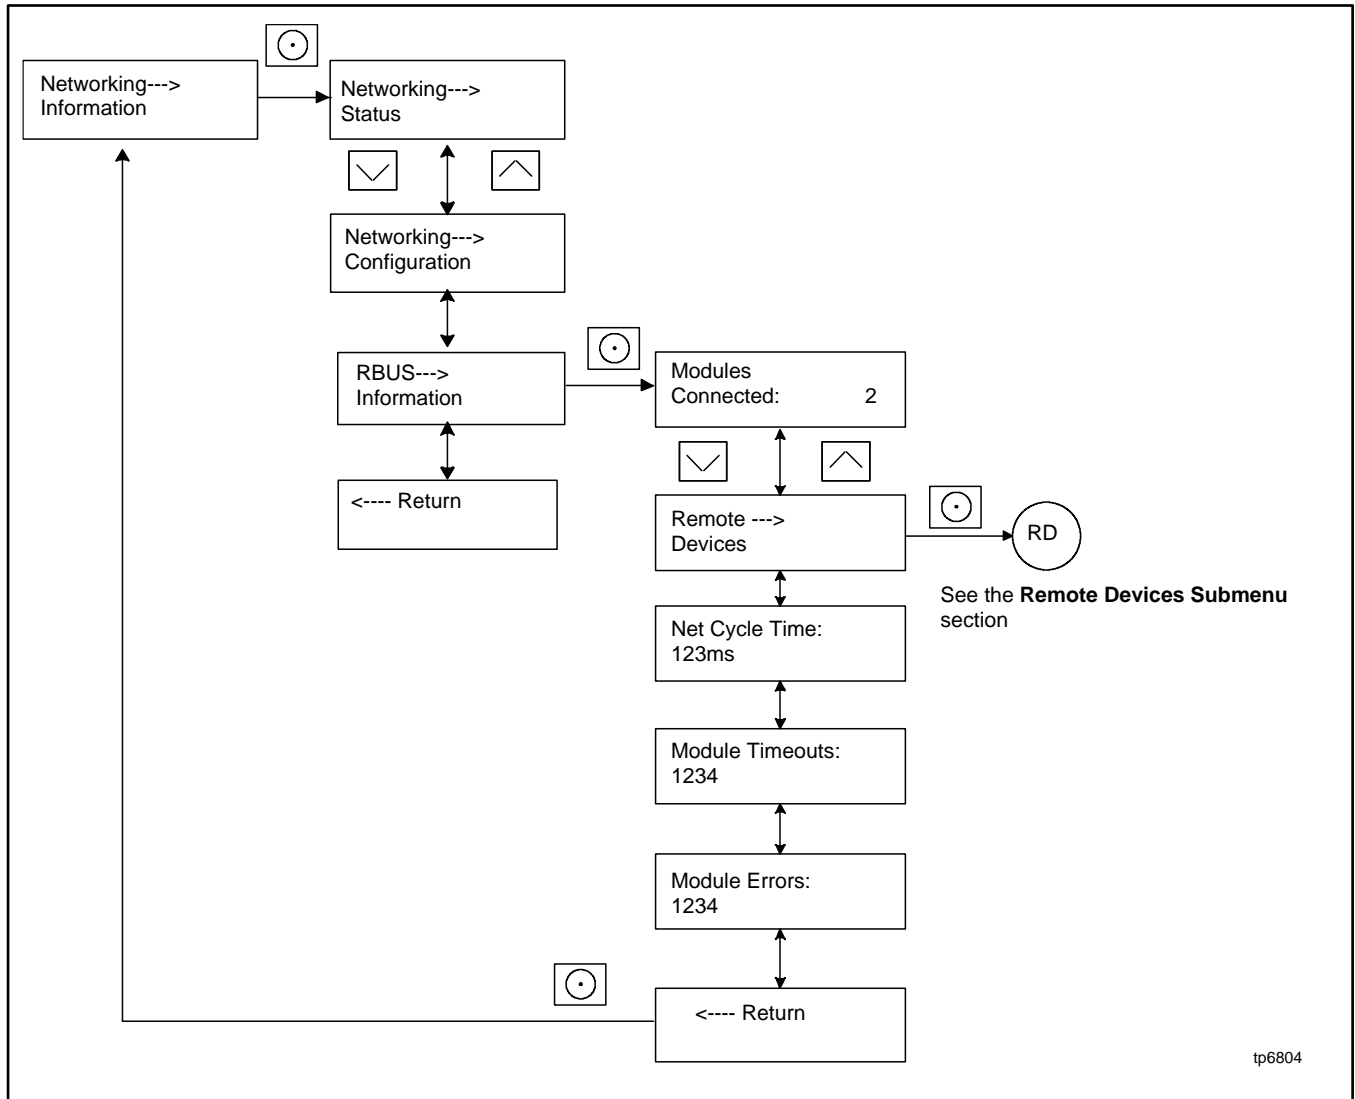 Networking--->
Information
Networking--->
Status
Networking--->
Configuration
RBUS--->
Information
<---- Return
Modules
Connected: 2
Remote --->
Devices
RD
See the Remote Devices Submenu
section
Net Cycle Time:
123ms
Module Timeouts:
1234
Module Errors:
1234
<---- Return
tp6804